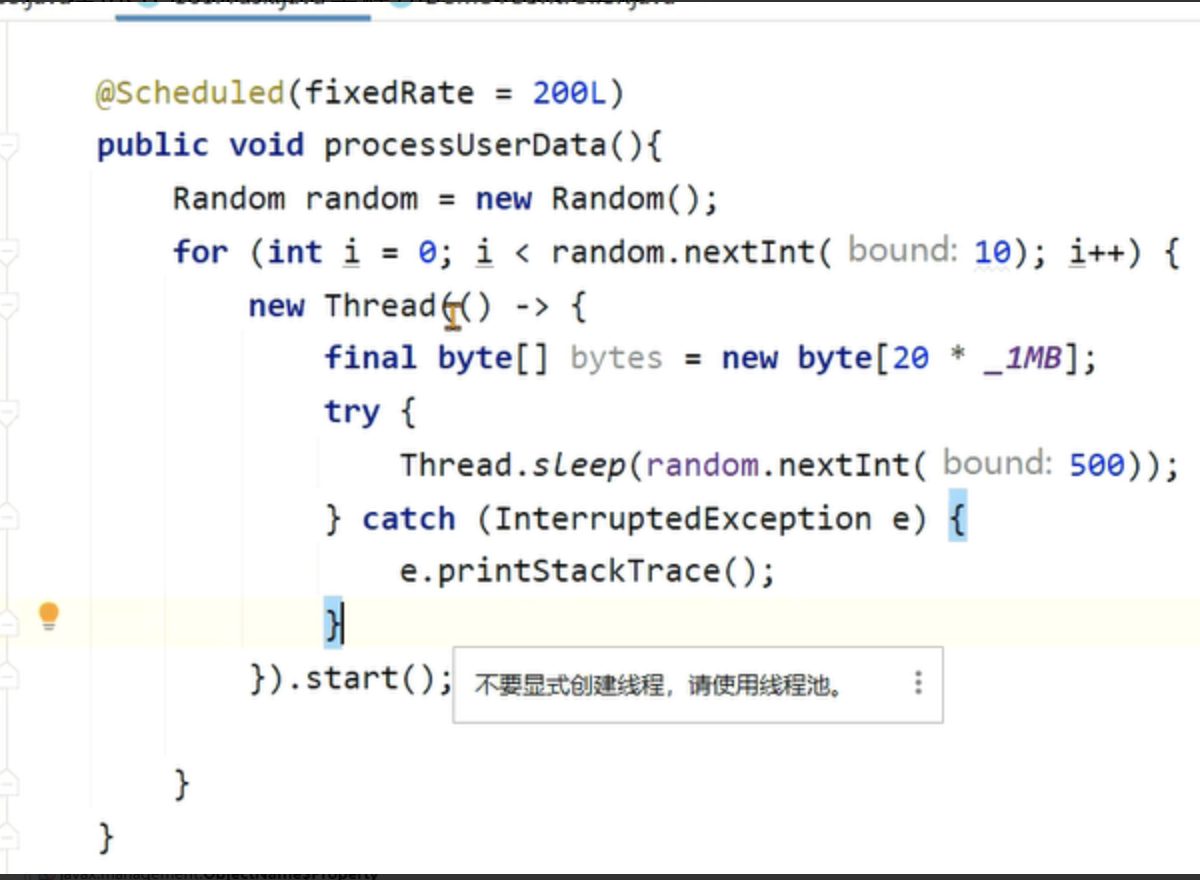 @Scheduled(fixedRate = 200L)
public void processUserData(){
Random random = new Random();
for (int i = 0; i < random.nextInt( bound: 10); i++) {
new Thread(() -> {
final byte[] bytes = new byte[20 * _1MB];
try {
Thread.sleep(random.nextInt( bound: 500));
} catch (InterruptedException e) {
e.printStackTrace();
}
}).start();
不要显式创建线程，请使用线程池。
}
}